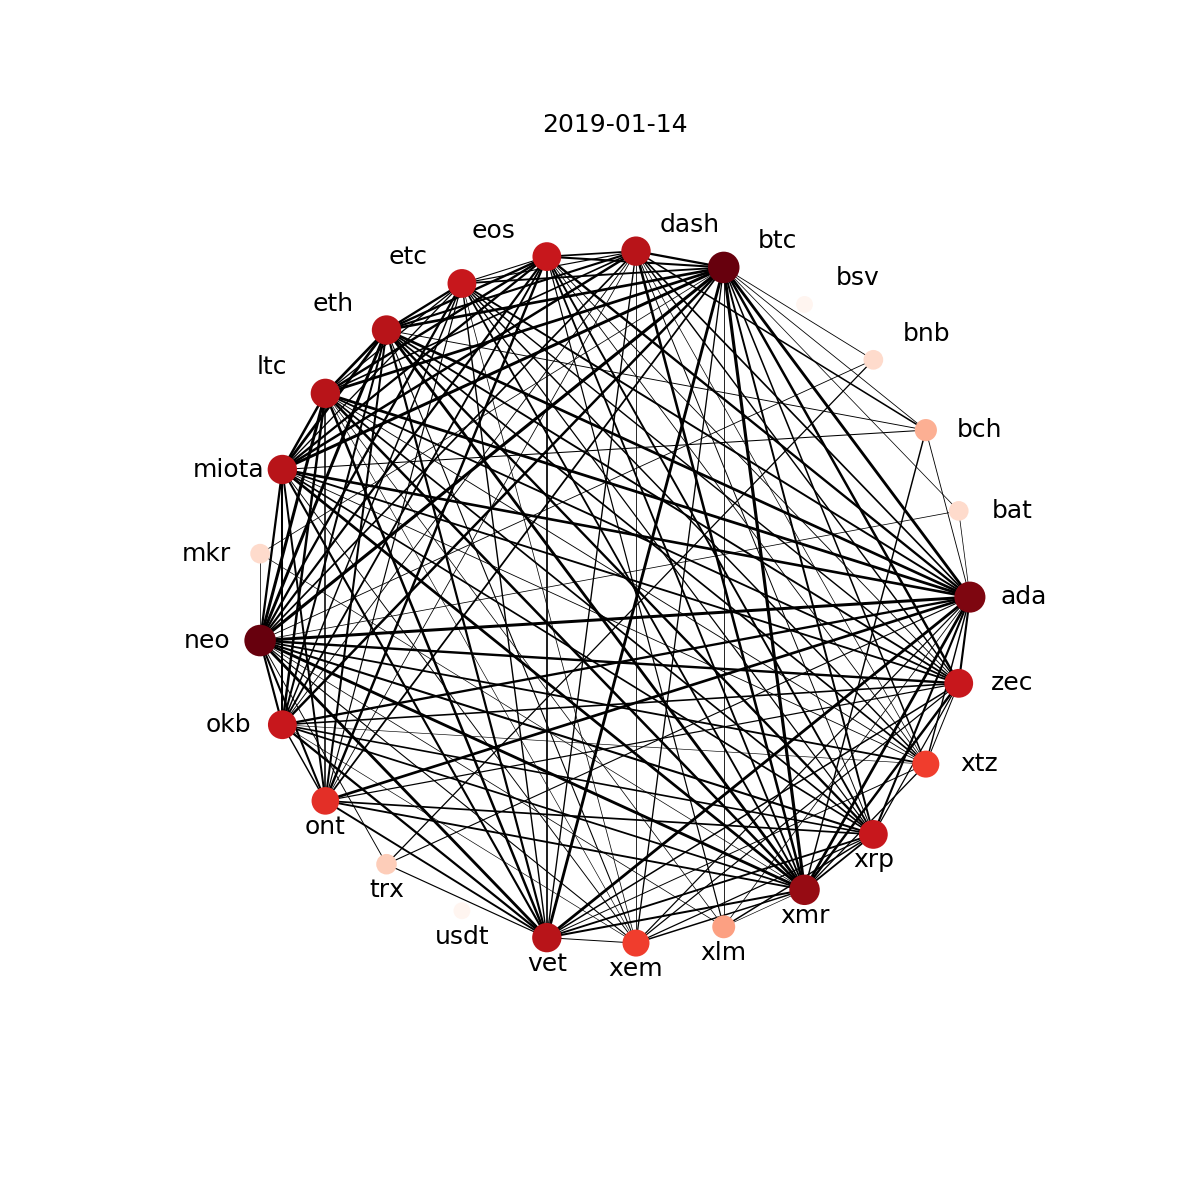 2019-01-14
dash
eos
btc
etc
bsv
eth
bnb
ltc
bch
miota
bat
mkr
ada
neo
zec
okb
xtz
ont
xrp
trx
xmr
usdt
xlm
vet
xem